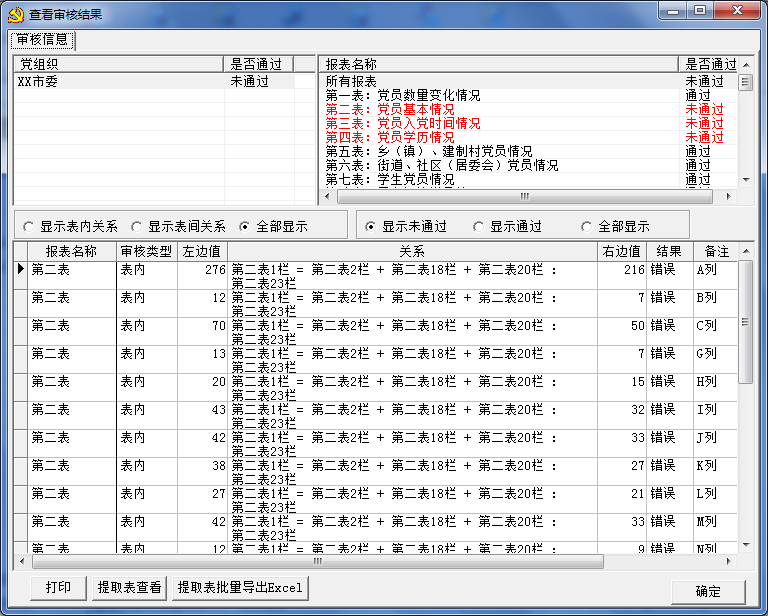 查看审核结果
审核信息
党组织 是否通过
XX市委 未通过
报表名称 是否通过
所有报表 未通过
第一表：党员数量变化情况 通过
第二表：党员基本情况 未通过
第三表：党员入党时间情况 未通过
第四表：党员学历情况 未通过
第五表：乡（镇）、建制村党员情况 通过
第六表：街道、社区（居委会）党员情况 通过
第七表：学生党员情况 通过
显示表内关系 显示表间关系 全部显示 显示未通过 显示通过 全部显示
报表名称 审核类型 左边值 关系 右边值 结果 备注
第二表 表内 276 第二表1栏 = 第二表2栏 + 第二表18栏 + 第二表20栏 : 216 错误 A列
第二表23栏
第二表 表内 12 第二表1栏 = 第二表2栏 + 第二表18栏 + 第二表20栏 : 7 错误 B列
第二表23栏
第二表 表内 70 第二表1栏 = 第二表2栏 + 第二表18栏 + 第二表20栏 : 50 错误 C列
第二表23栏
第二表 表内 13 第二表1栏 = 第二表2栏 + 第二表18栏 + 第二表20栏 : 7 错误 G列
第二表23栏
第二表 表内 20 第二表1栏 = 第二表2栏 + 第二表18栏 + 第二表20栏 : 15 错误 H列
第二表23栏
第二表 表内 43 第二表1栏 = 第二表2栏 + 第二表18栏 + 第二表20栏 : 32 错误 I列
第二表23栏
第二表 表内 42 第二表1栏 = 第二表2栏 + 第二表18栏 + 第二表20栏 : 33 错误 J列
第二表23栏
第二表 表内 38 第二表1栏 = 第二表2栏 + 第二表18栏 + 第二表20栏 : 27 错误 K列
第二表23栏
第二表 表内 27 第二表1栏 = 第二表2栏 + 第二表18栏 + 第二表20栏 : 21 错误 L列
第二表23栏
第二表 表内 42 第二表1栏 = 第二表2栏 + 第二表18栏 + 第二表20栏 : 33 错误 M列
第二表23栏
第二表 表内 12 第二表1栏 = 第二表2栏 + 第二表18栏 + 第二表20栏 : 9 错误 N列
打印 提取表查看 提取表批量导出Excel 确定